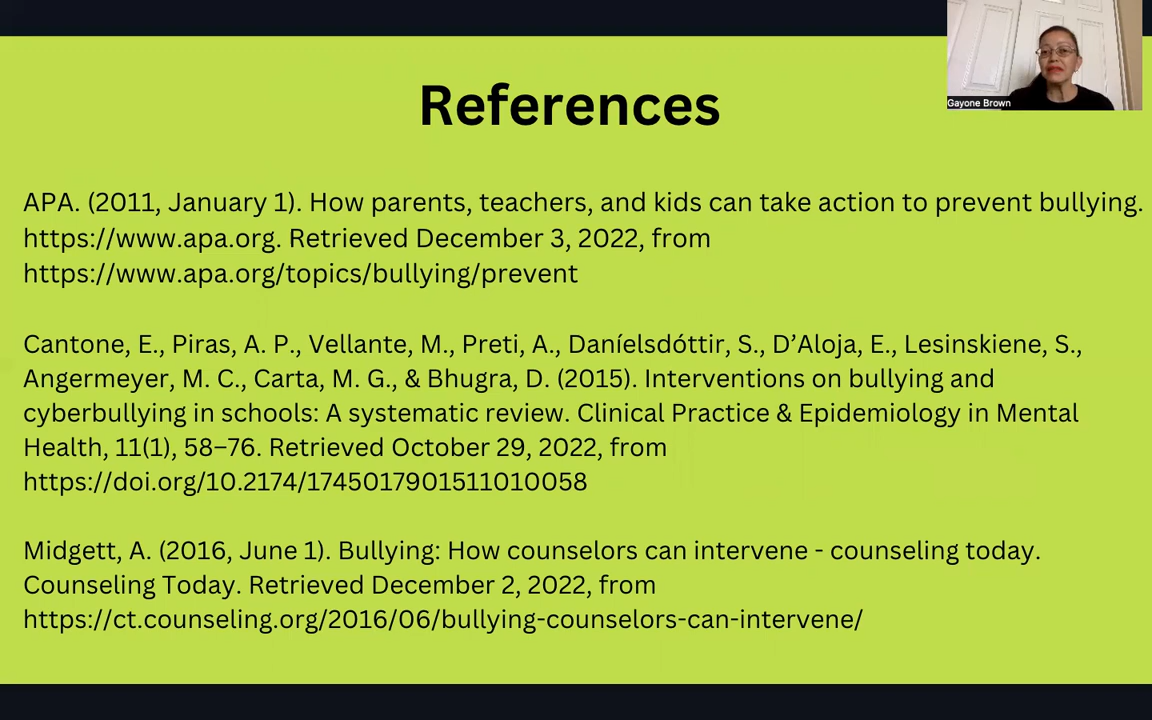 References
Gayone Brown
APA. (2011, January 1). How parents, teachers, and kids can take action to prevent bullying.
https://www.apa.org. Retrieved December 3, 2022, from
https://www.apa.org/topics/bullying/prevent
Cantone, E., Piras, A. P., Vellante, M., Preti, A., Daníelsdóttir, S., D’Aloja, E., Lesinskiene, S.,
Angermeyer, M. C., Carta, M. G., & Bhugra, D. (2015). Interventions on bullying and
cyberbullying in schools: A systematic review. Clinical Practice & Epidemiology in Mental
Health, 11(1), 58–76. Retrieved October 29, 2022, from
https://doi.org/10.2174/1745017901511010058
Midgett, A. (2016, June 1). Bullying: How counselors can intervene - counseling today.
Counseling Today. Retrieved December 2, 2022, from
https://ct.counseling.org/2016/06/bullying-counselors-can-intervene/